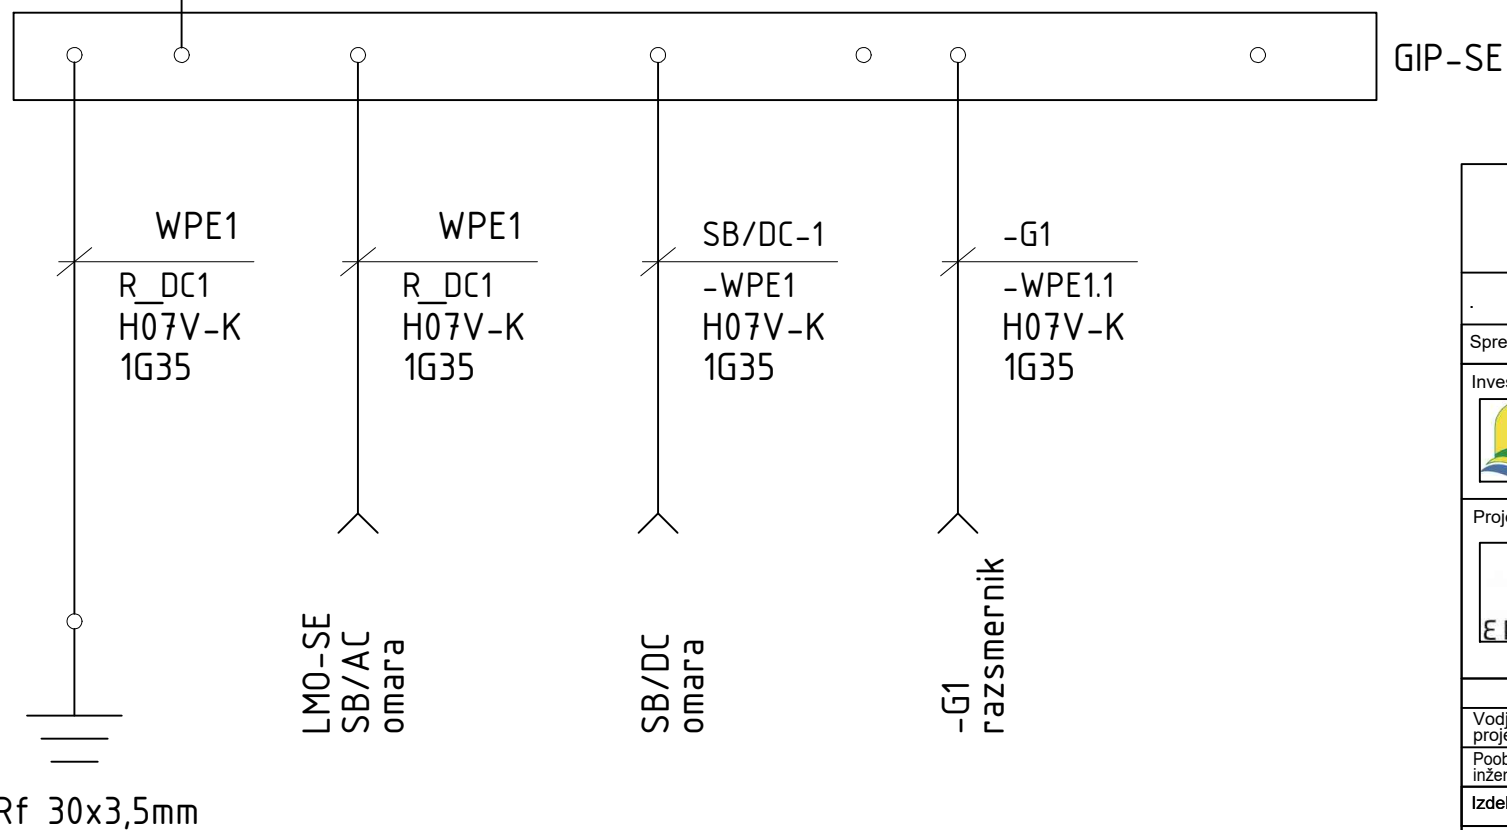 GIP-SE
WPE1
R_DC1
H07V-K
1G35
WPE1
R_DC1
H07V-K
1G35
SB/DC-1
-WPE1
H07V-K
1G35
-G1
-WPE1.1
H07V-K
1G35
LMO-SE
SB/AC
omara
SB/DC
omara
-G1
razsmernik
Rf 30x3,5mm
.
Spre
Inves
Proje
E
Vodj
proje
Poob
inžen
Izdel